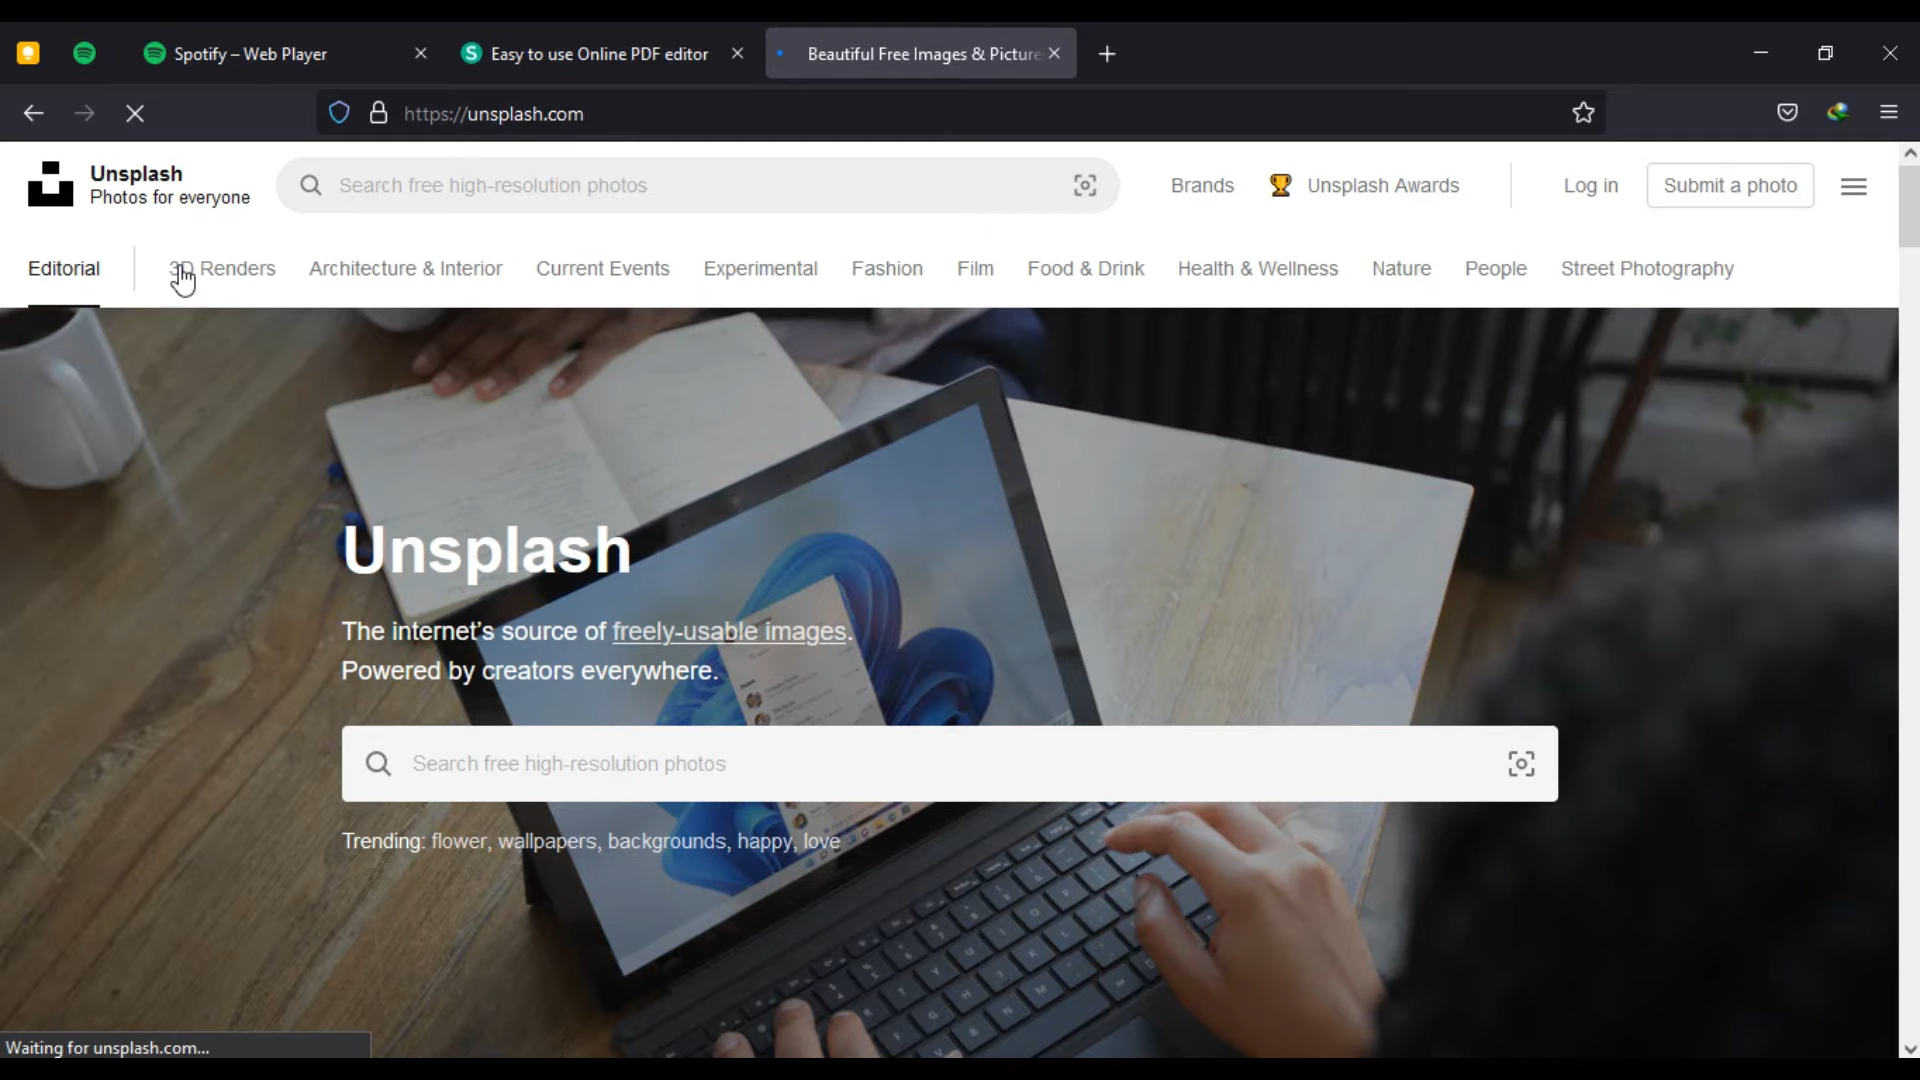 Spotify – Web Player
Easy to use Online PDF editor
Beautiful Free Images & Picture
https://unsplash.com
Unsplash
Photos for everyone
Search free high-resolution photos
Brands
Unsplash Awards
Log in
Submit a photo
Editorial
3D Renders
Architecture & Interior
Current Events
Experimental
Fashion
Film
Food & Drink
Health & Wellness
Nature
People
Street Photography
Unsplash
The internet's source of freely-usable images.
Powered by creators everywhere.
Search free high-resolution photos
Trending: flower, wallpapers, backgrounds, happy, love
Waiting for unsplash.com...